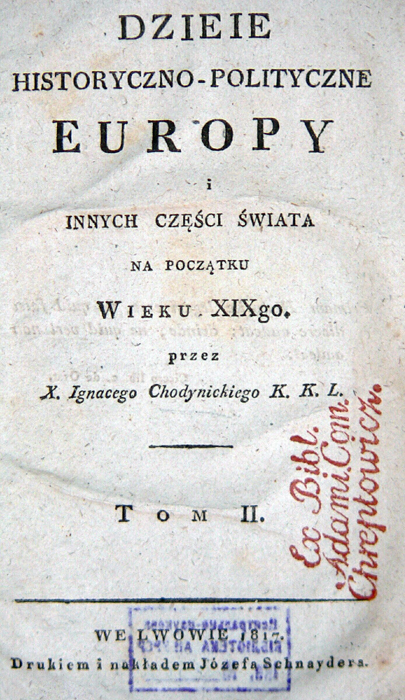 DZIEIE
HISTORYCZNO-POLITYCZNE
EUROPY
i
INNYCH CZĘŚCI ŚWIATA
NA POCZĄTKU
WIEKU XIXgo.
przez
X. Ignacego Chodynickiego K. K. L.
TOM II.
Ex Bibl.
Adami Com.
Chreptowicz.
WE LWOWIE 1817.
Drukiem i nakładem Józefa Schnaydera.